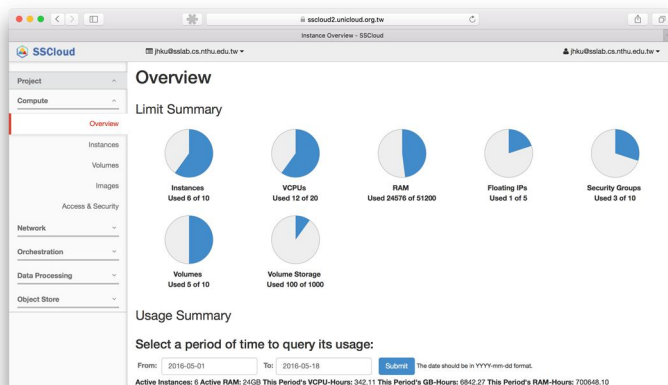 sscloud2.unicloud.org.tw
Instance Overview - SSCloud
SSCloud
jhku@sslab.cs.nthu.edu.tw
jhku@sslab.cs.nthu.edu.tw
Project
Compute
Overview
Instances
Volumes
Images
Access & Security
Network
Orchestration
Data Processing
Object Store
Overview
Limit Summary
Instances
Used 6 of 10
VCPUs
Used 12 of 20
RAM
Used 24576 of 51200
Floating IPs
Used 1 of 5
Security Groups
Used 3 of 10
Volumes
Used 5 of 10
Volume Storage
Used 100 of 1000
Usage Summary
Select a period of time to query its usage:
From: 2016-05-01 To: 2016-05-18 Submit The date should be in YYYY-mm-dd format.
Active Instances: 6 Active RAM: 24GB This Period's VCPU-Hours: 342.11 This Period's GB-Hours: 6842.27 This Period's RAM-Hours: 700648.10